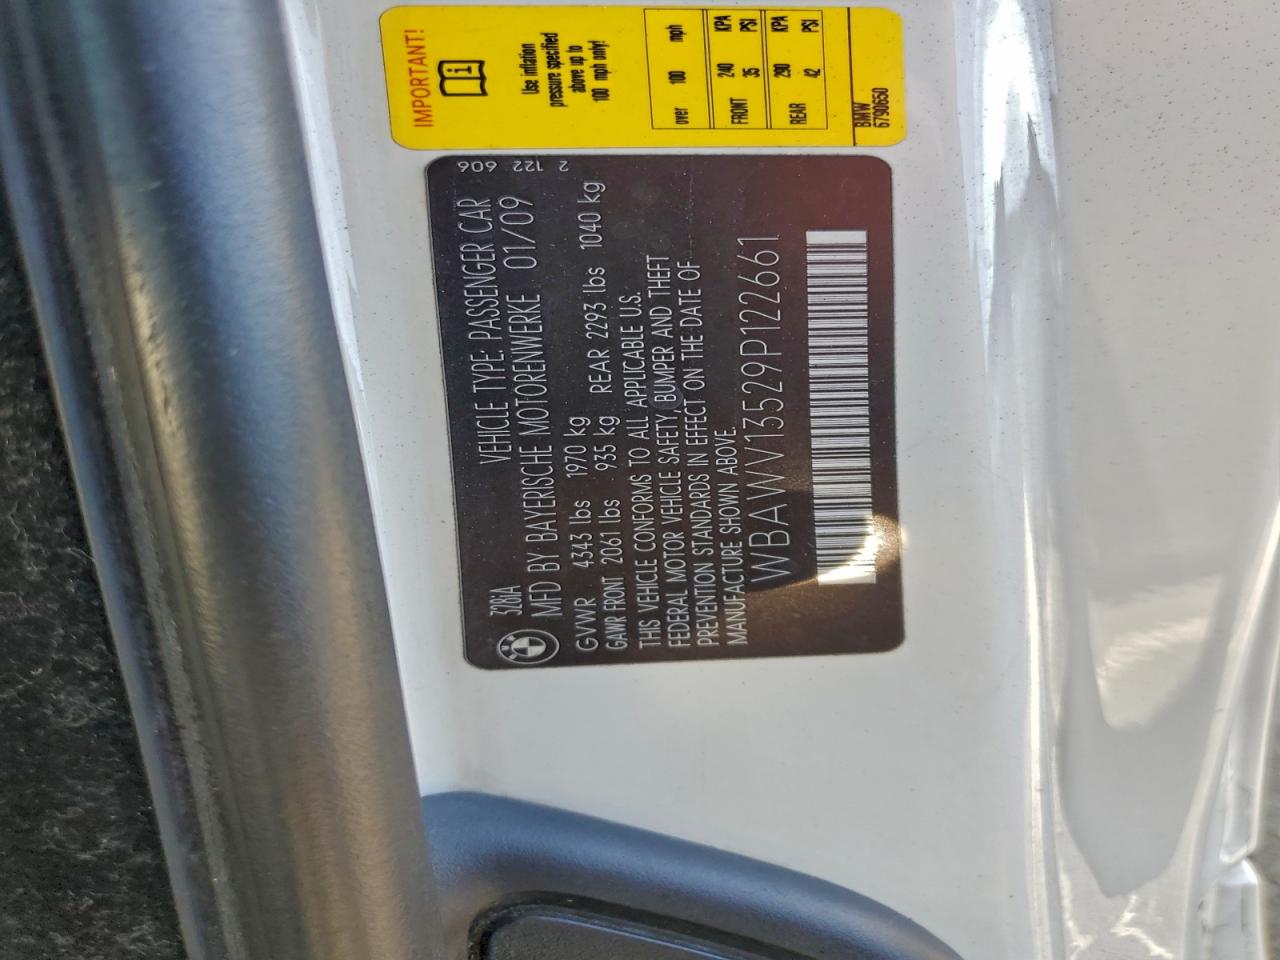 IMPORTANT!
Use inflation
pressure specified
above up to
100 mph only!
over 100 mph
FRONT 240 KPA
35 PSI
REAR 290 KPA
42 PSI
BMW
6790650
606 122 2
328iA VEHICLE TYPE: PASSENGER CAR
MFD BY BAYERISCHE MOTORENWERKE 01/09
GVWR 4343 lbs 1970 kg
GAWR FRONT 2061 lbs 935 kg REAR 2293 lbs 1040 kg
THIS VEHICLE CONFORMS TO ALL APPLICABLE U.S.
FEDERAL MOTOR VEHICLE SAFETY, BUMPER AND THEFT
PREVENTION STANDARDS IN EFFECT ON THE DATE OF
MANUFACTURE SHOWN ABOVE.
WBAWV13529P122661